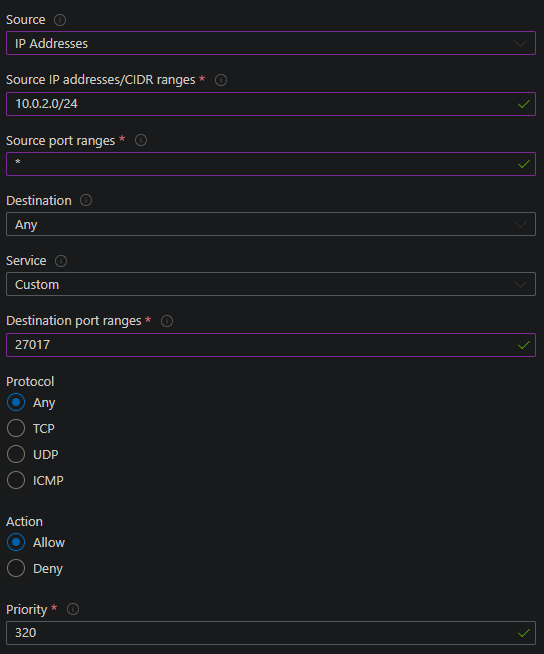 Source
IP Addresses
Source IP addresses/CIDR ranges *
10.0.2.0/24
Source port ranges *
*
Destination
Any
Service
Custom
Destination port ranges *
27017
Protocol
Any
TCP
UDP
ICMP
Action
Allow
Deny
Priority *
320